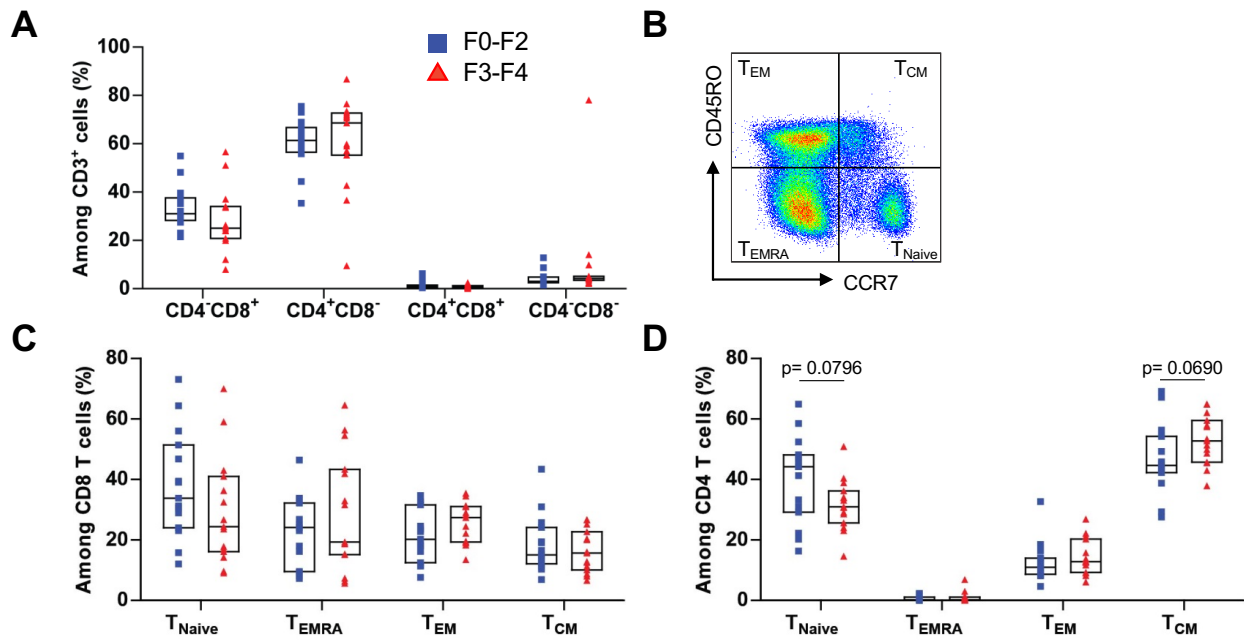 A
Among CD3⁺ cells (%)
100
80
60
40
20
0
F0-F2
F3-F4
CD4⁻CD8⁺
CD4⁺CD8⁻
CD4⁺CD8⁺
CD4⁻CD8⁻
B
CD45RO
TEM
TCM
TEMRA
TNaive
CCR7
C
Among CD8 T cells (%)
80
60
40
20
0
TNaive
TEMRA
TEM
TCM
D
Among CD4 T cells (%)
80
60
40
20
0
p= 0.0796
p= 0.0690
TNaive
TEMRA
TEM
TCM